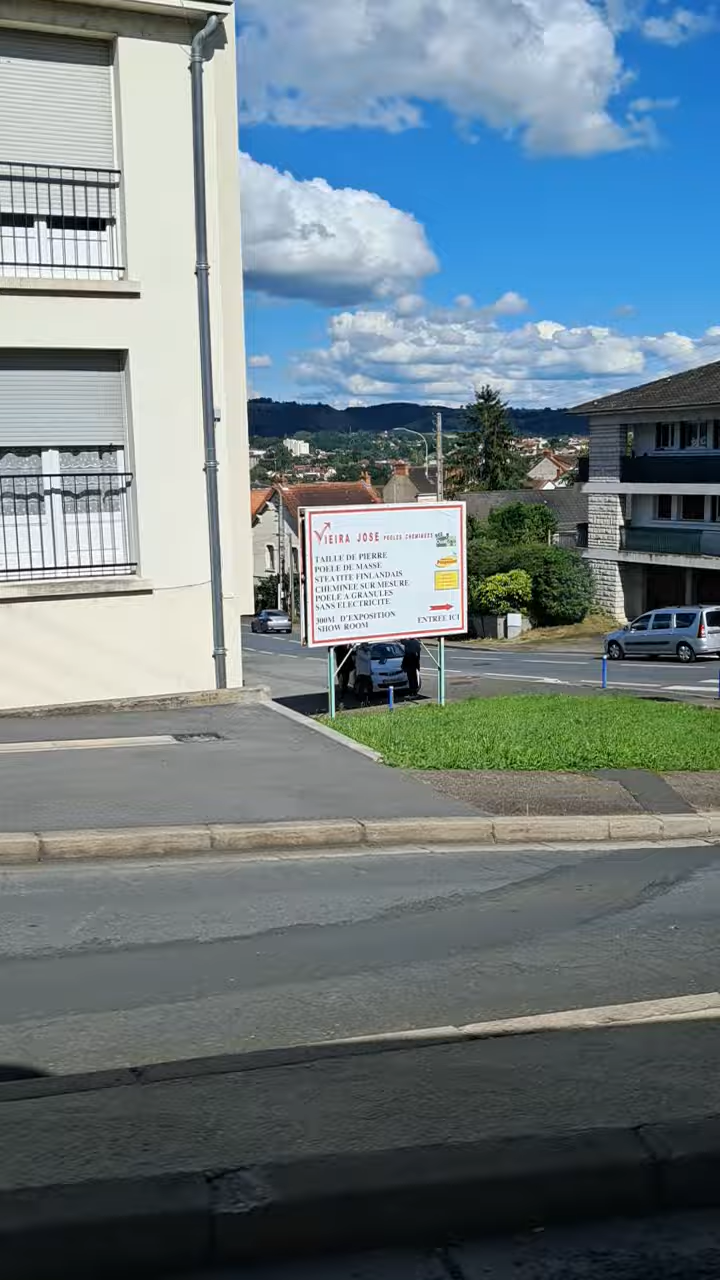 VIEIRA JOSE POELES CHEMINEES
TAILLE DE PIERRE
POELE DE MASSE
STEATITE FINLANDAIS
CHEMINEE SUR MESURE
POELE A GRANULES
SANS ELECTRICITE
300M² D'EXPOSITION
SHOW ROOM
ENTREE ICI